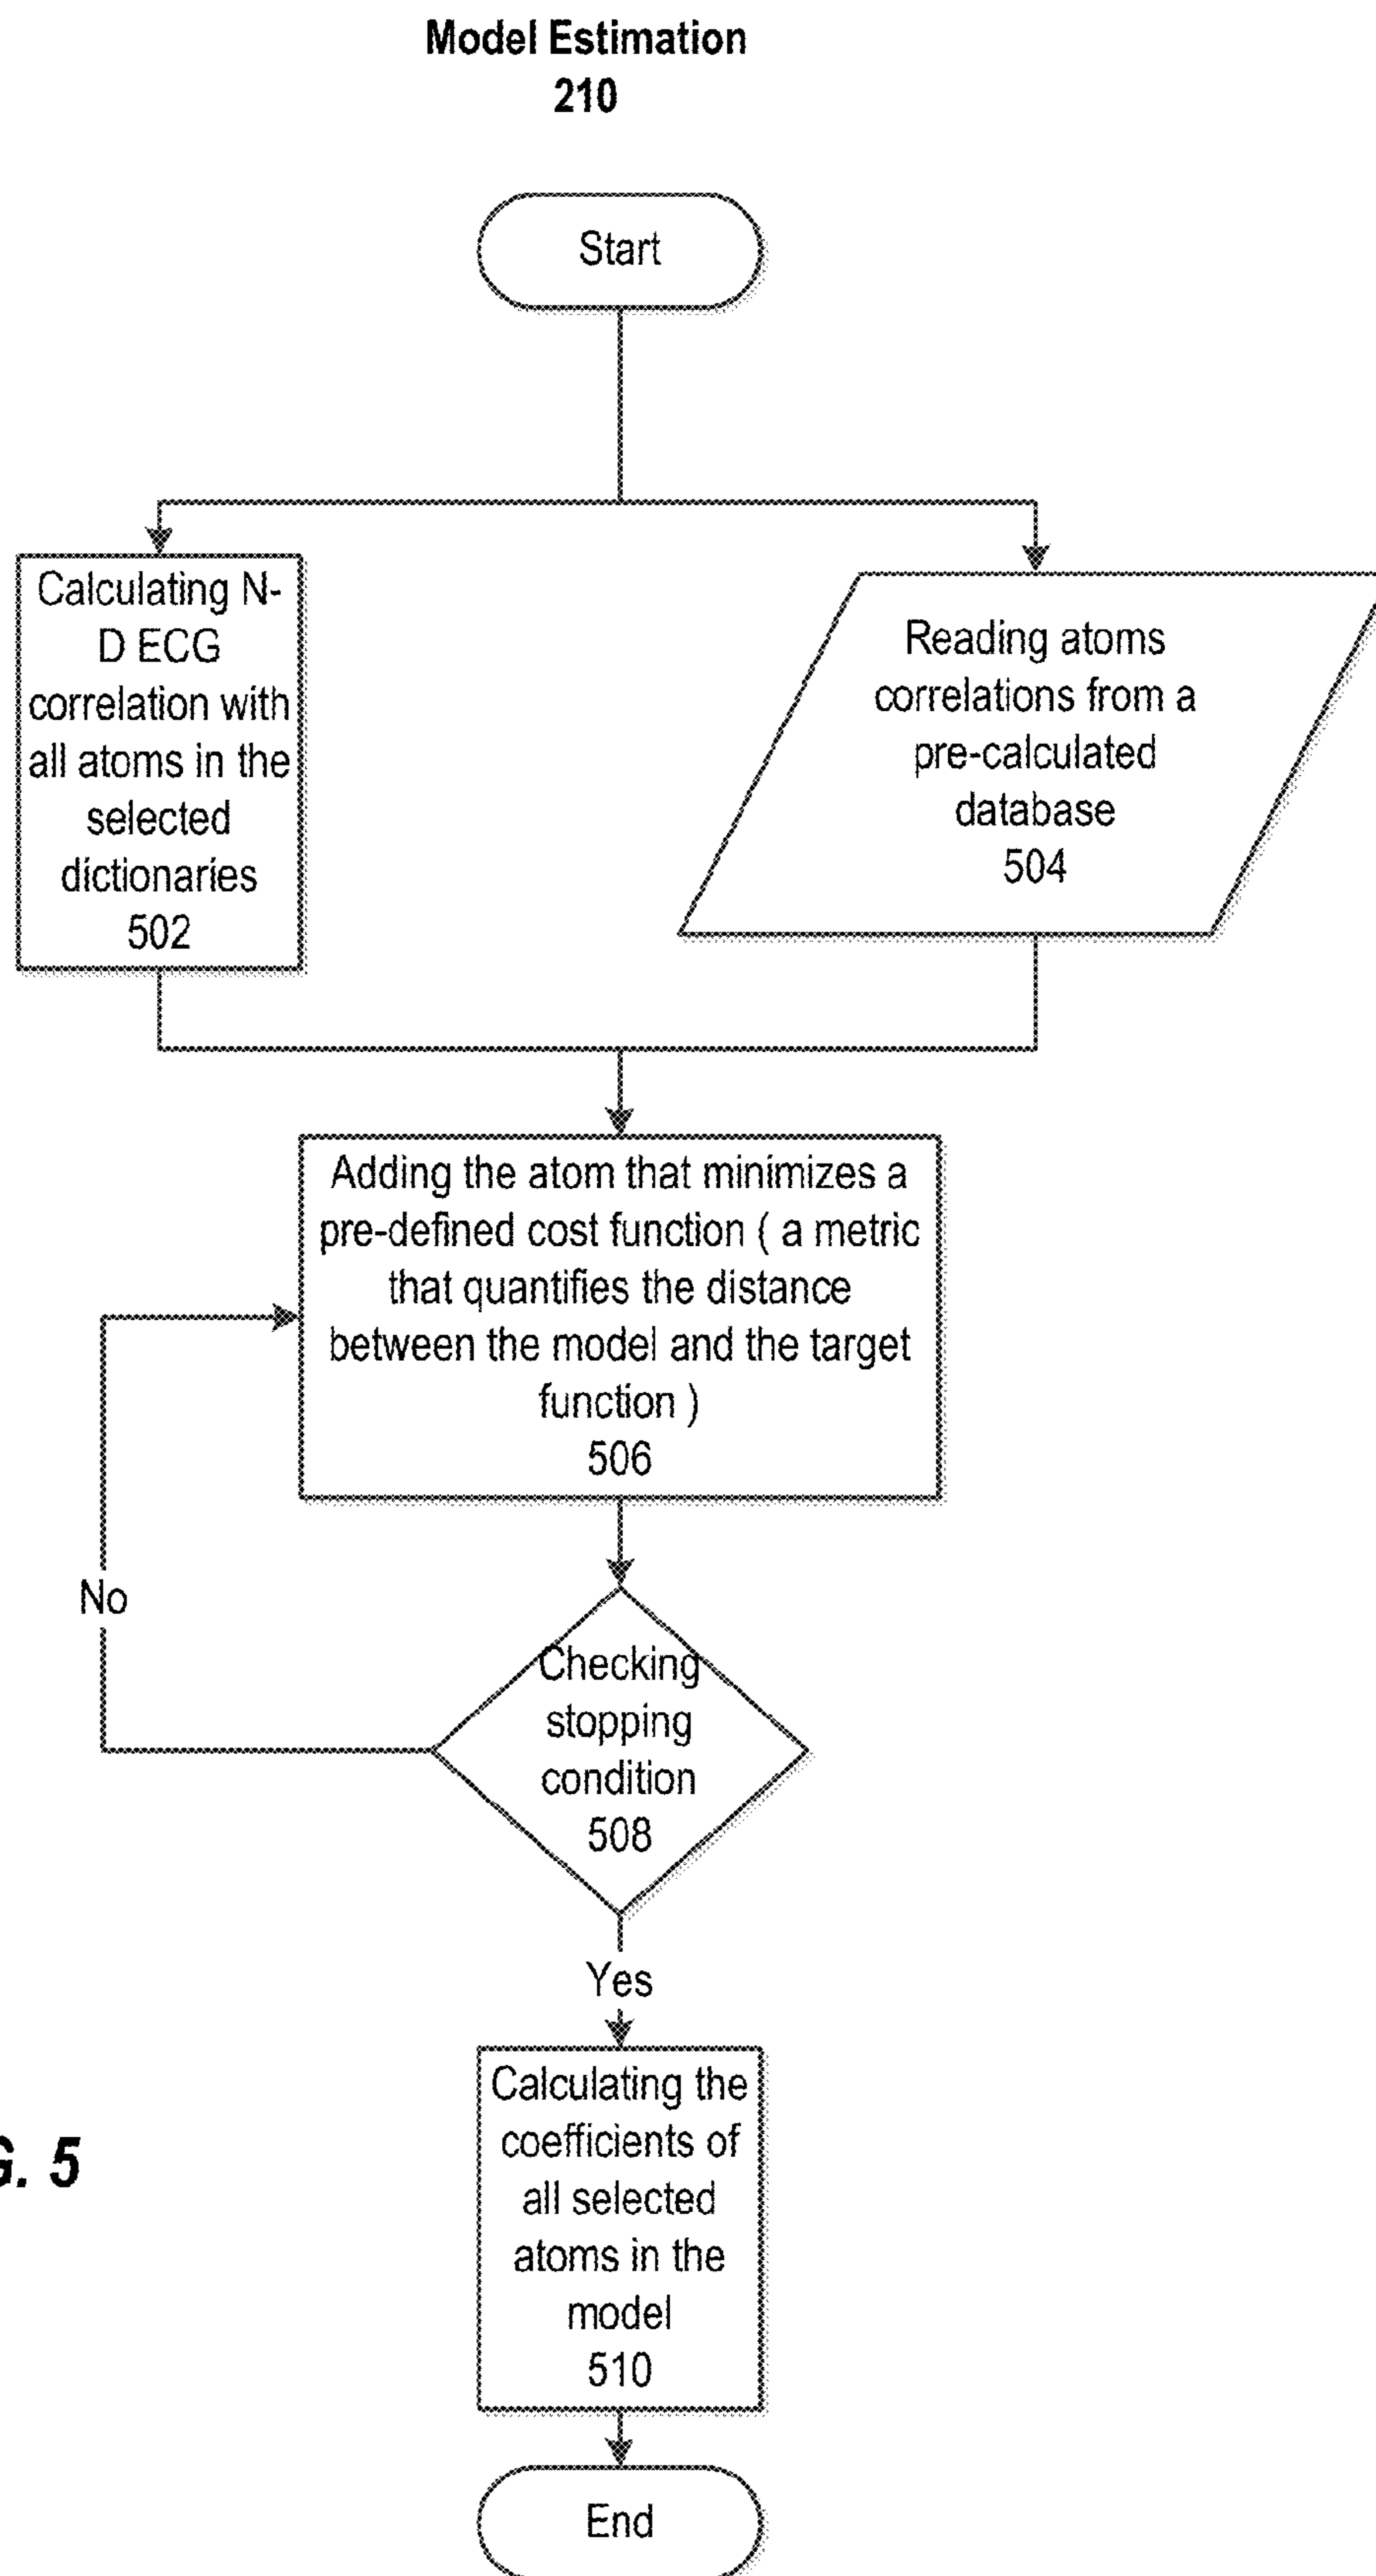 Model Estimation
210
Start
Calculating N-
D ECG
correlation with
all atoms in the
selected
dictionaries
502
Reading atoms
correlations from a
pre-calculated
database
504
Adding the atom that minimizes a
pre-defined cost function ( a metric
that quantifies the distance
between the model and the target
function )
506
No
Checking
stopping
condition
508
Yes
Calculating the
coefficients of
all selected
atoms in the
model
510
G. 5
End